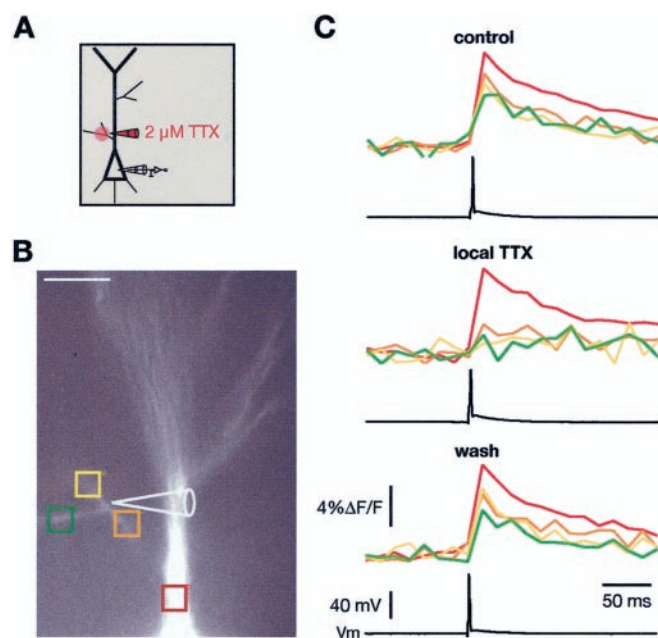 A
2 μM TTX
B
C
control
local TTX
wash
4%ΔF/F
40 mV
Vm
50 ms